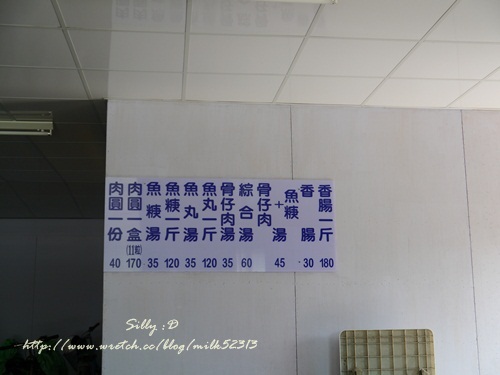 肉圓一份 40
肉圓一盒(11粒) 170
魚糠湯 35
魚糠一斤 120
魚丸湯 35
魚丸一斤 120
骨仔肉湯 35
綜合湯 60
骨仔肉+魚糠湯 45
香腸 30
香腸一斤 180
Silly :D
http://www.wretch.cc/blog/milk52313